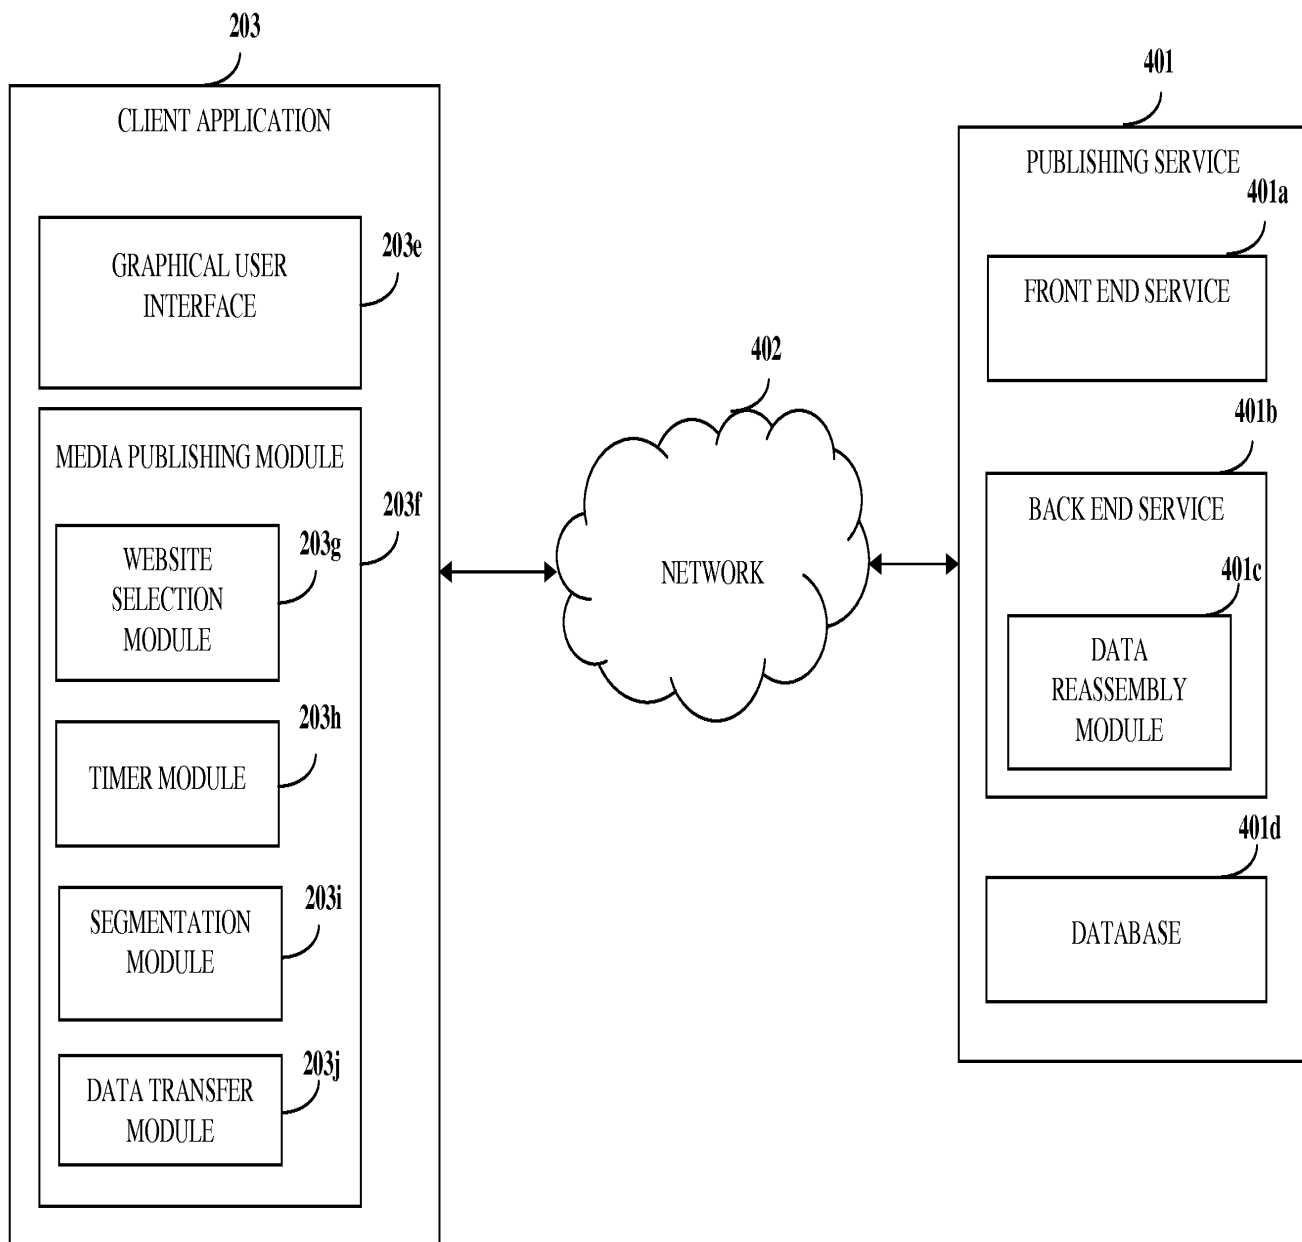 203
CLIENT APPLICATION
203e
GRAPHICAL USER
INTERFACE
MEDIA PUBLISHING MODULE
203f
WEBSITE
SELECTION
MODULE
203g
203h
TIMER MODULE
203i
SEGMENTATION
MODULE
203j
DATA TRANSFER
MODULE
402
NETWORK
401
PUBLISHING SERVICE
401a
FRONT END SERVICE
401b
BACK END SERVICE
401c
DATA
REASSEMBLY
MODULE
401d
DATABASE